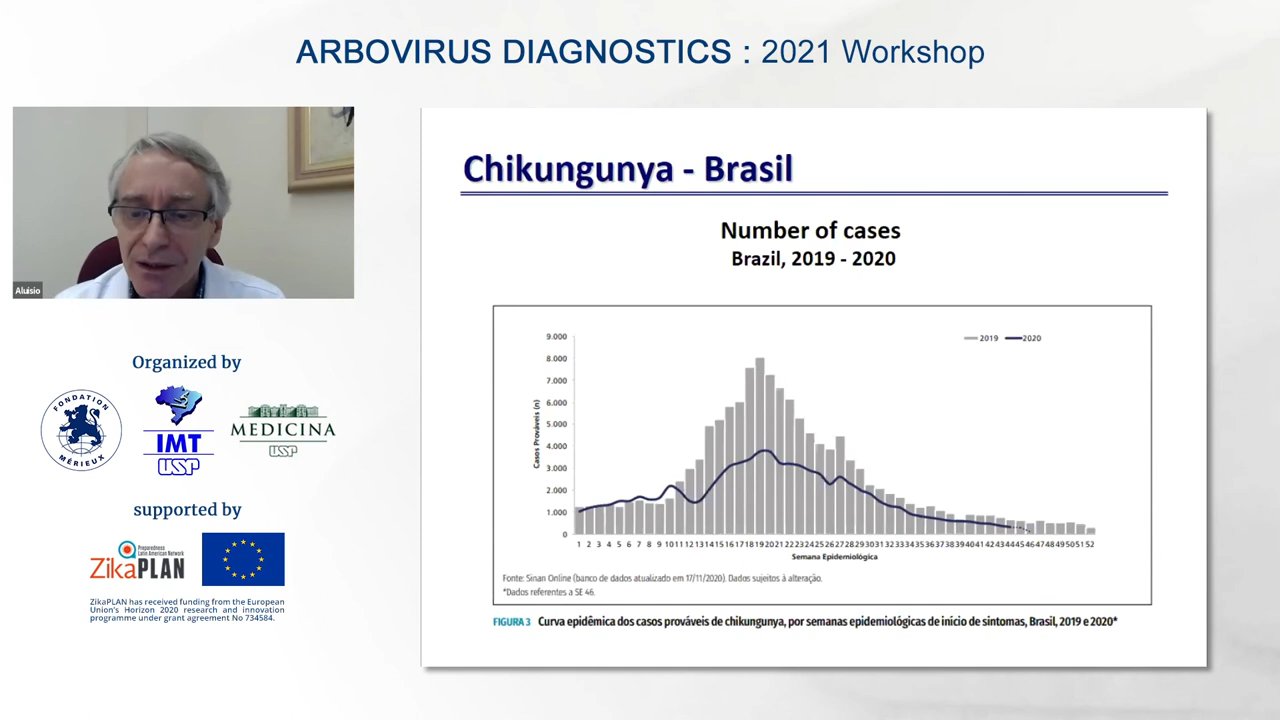 ARBOVIRUS DIAGNOSTICS : 2021 Workshop
Aluisio
Organized by
FONDATION
MÉRIEUX
IMT
USP
MEDICINA
USP
supported by
Preparedness
Latin American Network
ZikaPLAN
ZikaPLAN has received funding from the European
Union's Horizon 2020 research and innovation
programme under grant agreement No 734584.
Chikungunya - Brasil
Number of cases
Brazil, 2019 - 2020
2019 2020
Casos Prováveis (n)
9.000
8.000
7.000
6.000
5.000
4.000
3.000
2.000
1.000
0
1 2 3 4 5 6 7 8 9 10 11 12 13 14 15 16 17 18 19 20 21 22 23 24 25 26 27 28 29 30 31 32 33 34 35 36 37 38 39 40 41 42 43 44 45 46 47 48 49 50 51 52
Semana Epidemiológica
Fonte: Sinan Online (banco de dados atualizado em 17/11/2020). Dados sujeitos à alteração.
*Dados referentes a SE 46.
FIGURA 3 Curva epidêmica dos casos prováveis de chikungunya, por semanas epidemiológicas de início de sintomas, Brasil, 2019 e 2020*